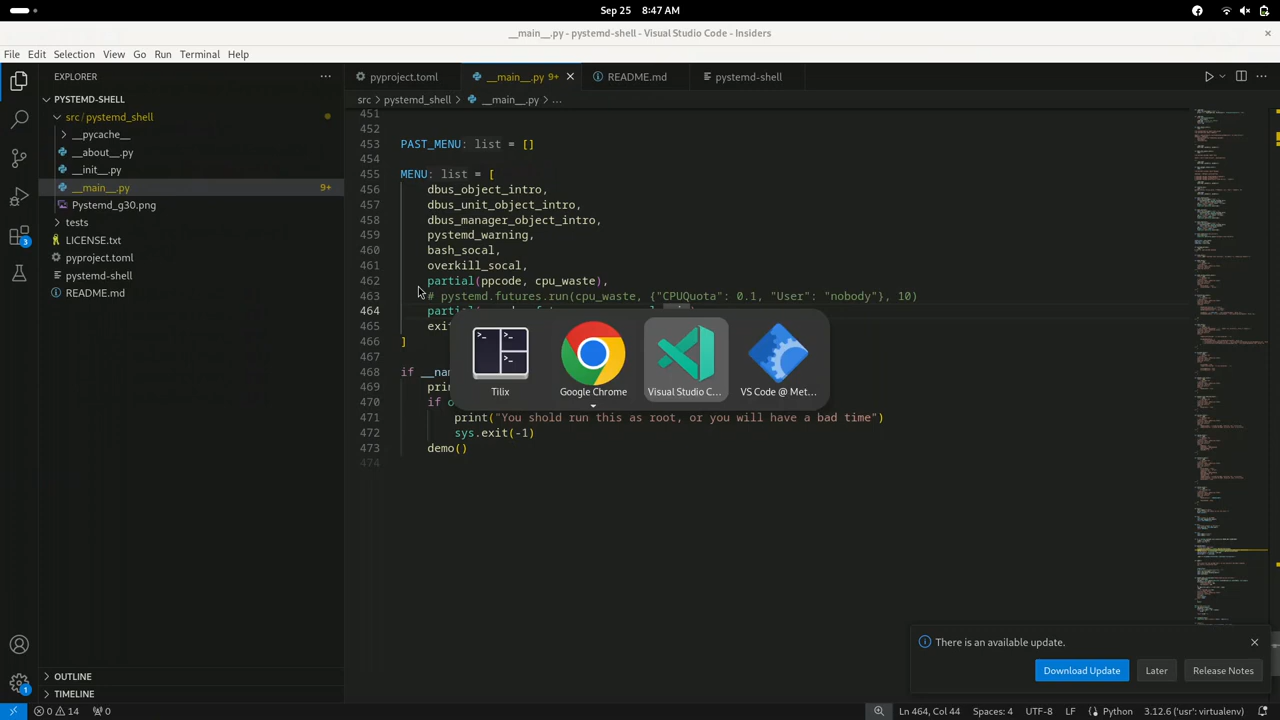 Sep 25 8:47 AM
__main__.py - pystemd-shell - Visual Studio Code - Insiders
File Edit Selection View Go Run Terminal Help
EXPLORER
pyproject.toml
__main__.py 9+
README.md
pystemd-shell
PYSTEMD-SHELL
src > pystemd_shell > __main__.py > ...
src / pystemd_shell
__pycache__
__about__.py
__init__.py
__main__.py 9+
Pystemd_g30.png
tests
LICENSE.txt
pyproject.toml
pystemd-shell
README.md
451
452
453 PAST_MENU: list = []
454
455 MENU: list = [
456 dbus_object_intro,
457 dbus_unit_object_intro,
458 dbus_manager_object_intro,
459 pystemd_warning,
460 bash_socat,
461 overkill_socat,
462 partial(ppcode, cpu_waste),
463 # pystemd.futures.run(cpu_waste, {"CPUQuota": 0.1, "User": "nobody"}, 10)
464
465
466 ]
467
468 if
469
470 if
471 print("You shold run this as root, or you will have a bad time")
472 sys.exit(-1)
473 demo()
474
Tilix
Google Chrome
Visual Studio C...
VS Code @ Met...
3
There is an available update.
Download Update
Later
Release Notes
OUTLINE
TIMELINE
1
0 14 0
Ln 464, Col 44
Spaces: 4
UTF-8
LF
Python
3.12.6 ('usr': virtualenv)